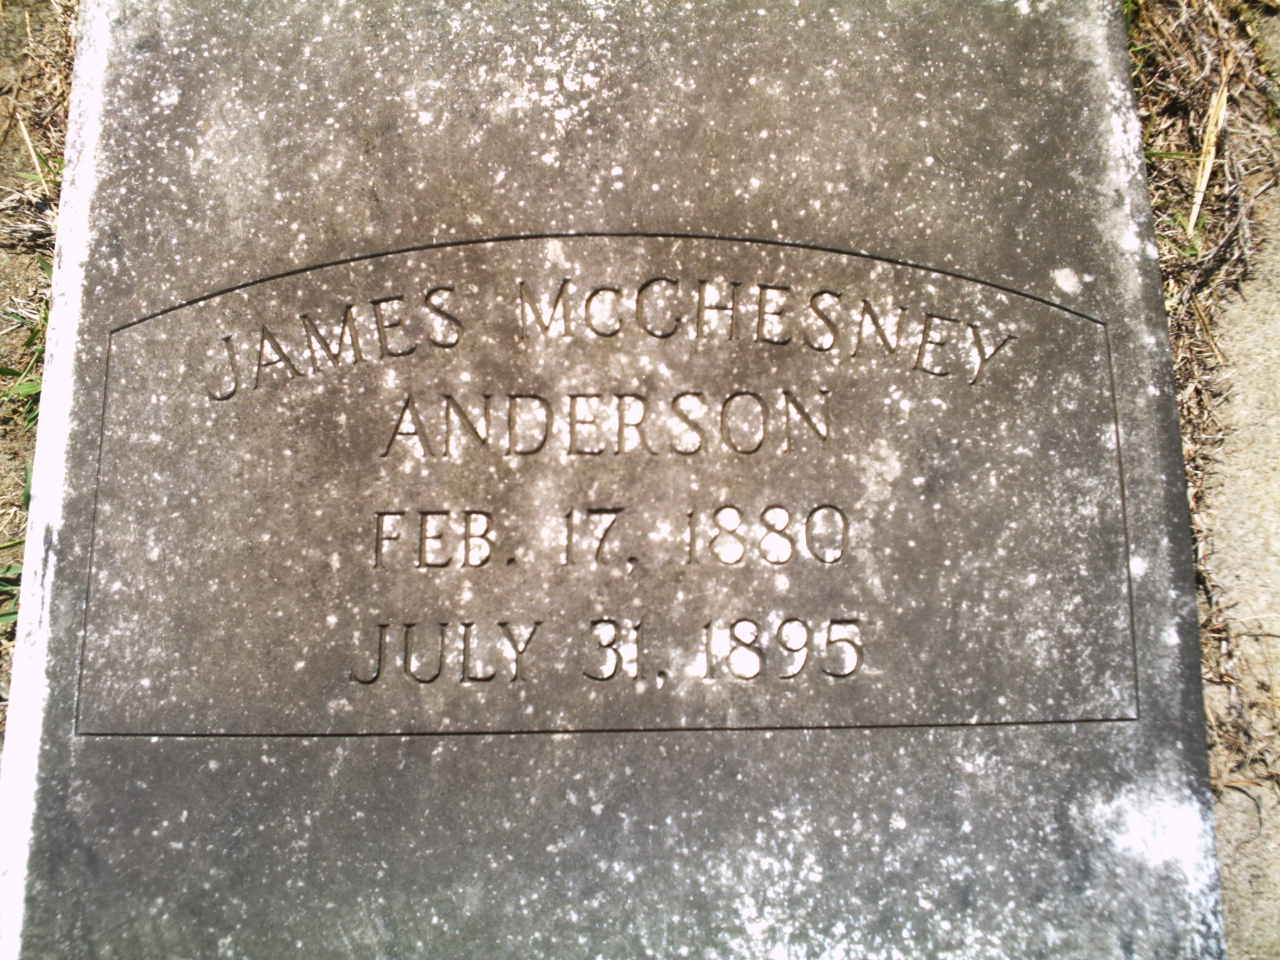 JAMES McCHESNEY
ANDERSON
FEB. 17, 1880
JULY 31, 1895